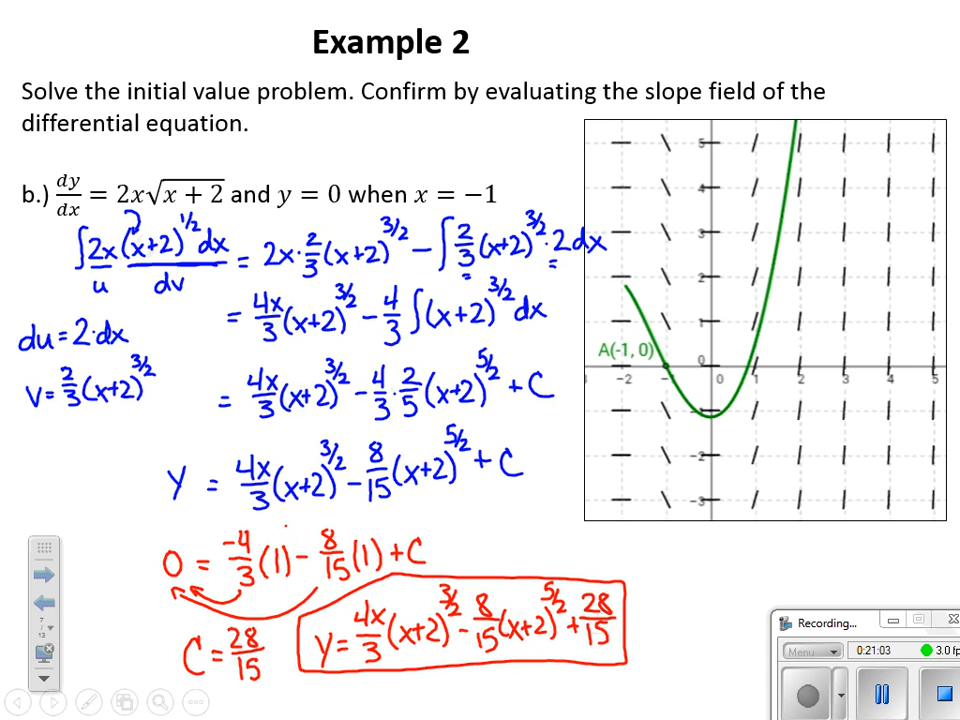 Example 2
Solve the initial value problem. Confirm by evaluating the slope field of the
differential equation.
b.) dy/dx = 2x√(x + 2) and y = 0 when x = −1
∫2x(x+2)^1/2 dx = 2x·2/3(x+2)^3/2 − ∫2/3(x+2)^3/2·2dx
u dv
= 4x/3(x+2)^3/2 − 4/3∫(x+2)^3/2 dx
du = 2·dx
v = 2/3(x+2)^3/2
= 4x/3(x+2)^3/2 − 4/3·2/5(x+2)^5/2 + C
y = 4x/3(x+2)^3/2 − 8/15(x+2)^5/2 + C
0 = −4/3(1) − 8/15(1) + C
C = 28/15
y = 4x/3(x+2)^3/2 − 8/15(x+2)^5/2 + 28/15
5
4
3
2
1
A(-1, 0)
0
−2 −1 0 1 2 3 4 5
−1
−2
−3
7
13
Recording...
Menu
0:21:03
3.0 fp